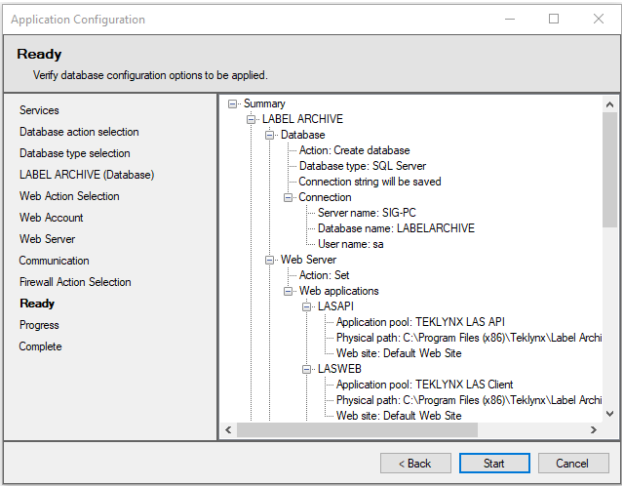 Application Configuration
Ready
Verify database configuration options to be applied.
Services
Database action selection
Database type selection
LABEL ARCHIVE (Database)
Web Action Selection
Web Account
Web Server
Communication
Firewall Action Selection
Ready
Progress
Complete
Summary
LABEL ARCHIVE
Database
Action: Create database
Database type: SQL Server
Connection string will be saved
Connection
Server name: SIG-PC
Database name: LABELARCHIVE
User name: sa
Web Server
Action: Set
Web applications
LASAPI
Application pool: TEKLYNX LAS API
Physical path: C:\Program Files (x86)\Teklynx\Label Archi
Web site: Default Web Site
LASWEB
Application pool: TEKLYNX LAS Client
Physical path: C:\Program Files (x86)\Teklynx\Label Archi
Web site: Default Web Site
< Back Start Cancel